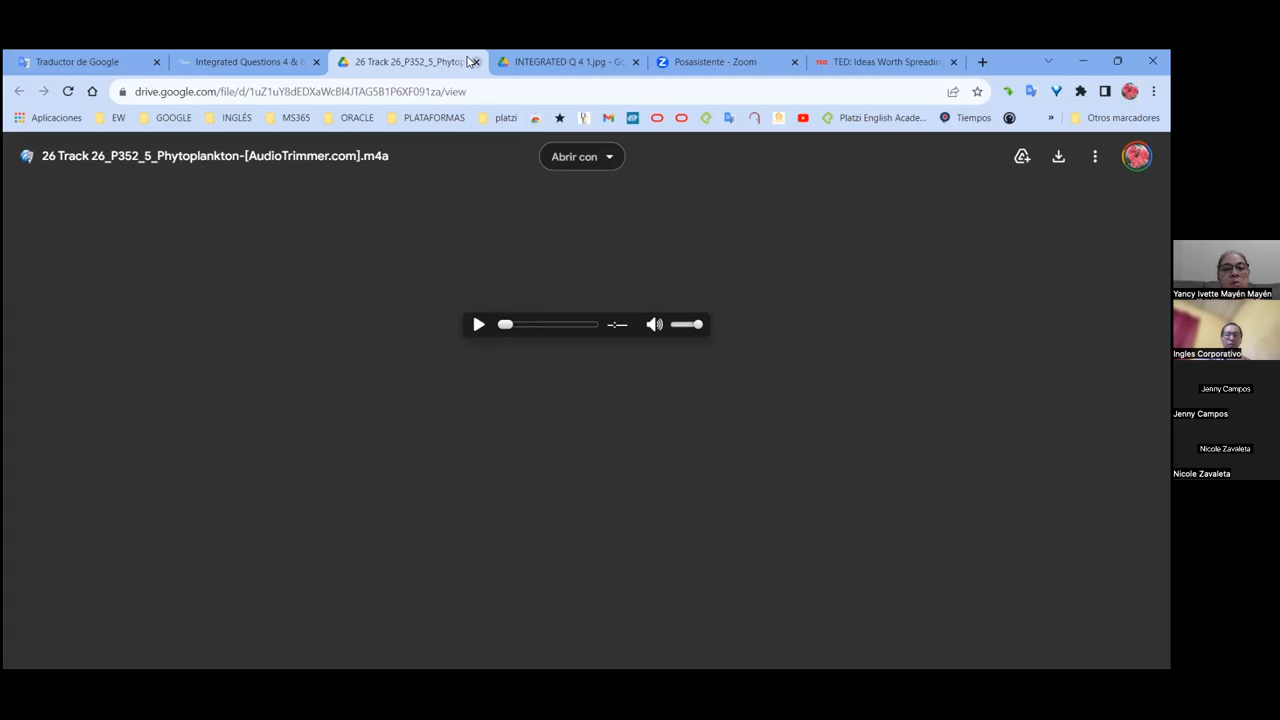 Traductor de Google
Integrated Questions 4 & 6
26 Track 26_P352_5_Phytop
INTEGRATED Q 4 1.jpg - Go
Posasistente - Zoom
TED: Ideas Worth Spreadin
drive.google.com/file/d/1uZ1uY8dEDXaWcBI4JTAG5B1P6XF091za/view
Aplicaciones
EW
GOOGLE
INGLÉS
MS365
ORACLE
PLATAFORMAS
platzi
Platzi English Acade...
Tiempos
»
Otros marcadores
26 Track 26_P352_5_Phytoplankton-[AudioTrimmer.com].m4a
Abrir con
-:--
Yancy Ivette Mayén Mayén
Ingles Corporativo
Jenny Campos
Jenny Campos
Nicole Zavaleta
Nicole Zavaleta